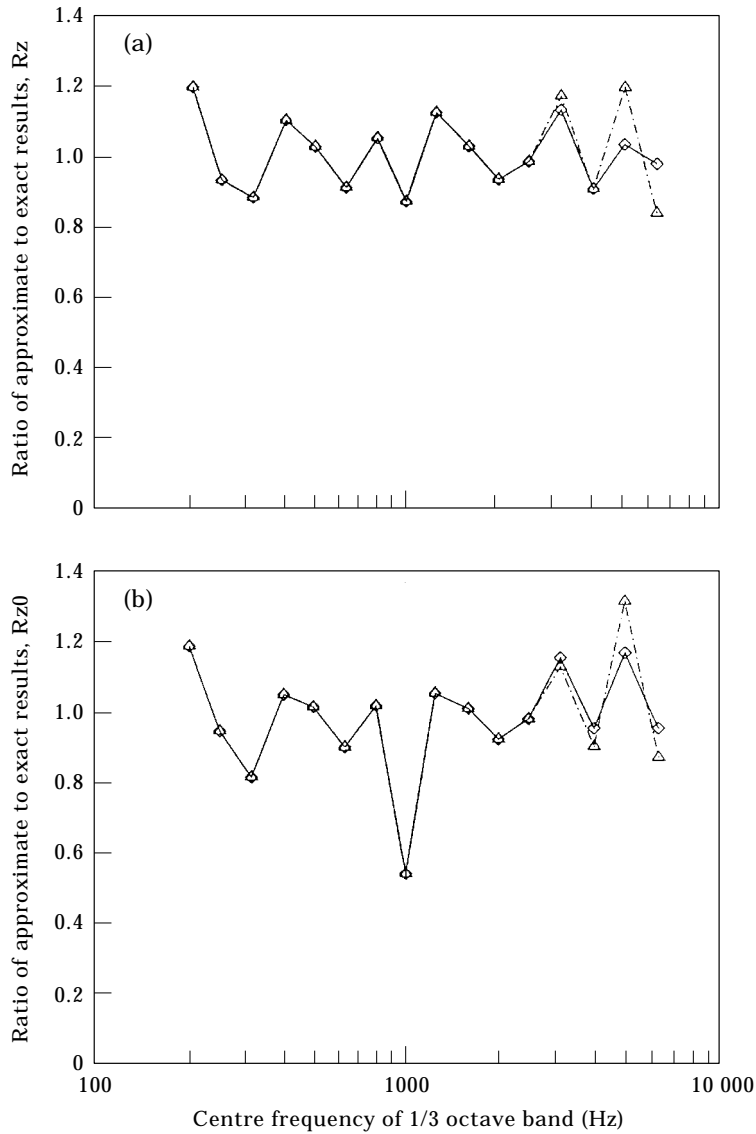 1.4
(a)
1.2
1.0
0.8
0.6
0.4
0.2
0
Ratio of approximate to exact results, Rz
1.4
(b)
1.2
1.0
0.8
0.6
0.4
0.2
0
Ratio of approximate to exact results, Rz0
100 1000 10 000
Centre frequency of 1/3 octave band (Hz)